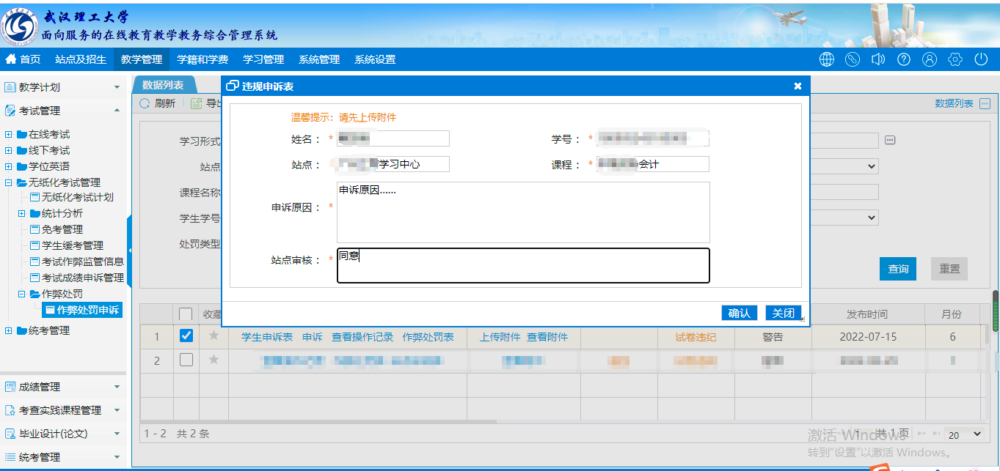 武汉理工大学
面向服务的在线教育教学教务综合管理系统
首页 站点及招生 教学管理 学籍和学费 学习管理 系统管理 系统设置
教学计划
考试管理
在线考试
线下考试
学位英语
无纸化考试管理
无纸化考试计划
统计分析
免考管理
学生缓考管理
考试作弊监管信息
考试成绩申诉管理
作弊处罚
作弊处罚申诉
统考管理
成绩管理
考查实践课程管理
毕业设计(论文)
统考管理
数据列表
刷新 导出
数据列表
学习形式
站点
课程名称
学生学号
处罚类型
查询 重置
违规申诉表
温馨提示：请先上传附件
姓名： *
学号： *
站点： 学习中心
课程： * 会计
申诉原因： * 申诉原因......
站点审核： * 同意
确认 关闭
收藏 发布时间 月份
1 学生申诉表 申诉 查看操作记录 作弊处罚表 上传附件 查看附件 试卷违纪 警告 2022-07-15 6
2
1 - 2 共 2 条
1 共 1 页 20
激活 Windows
转到"设置"以激活 Windows。